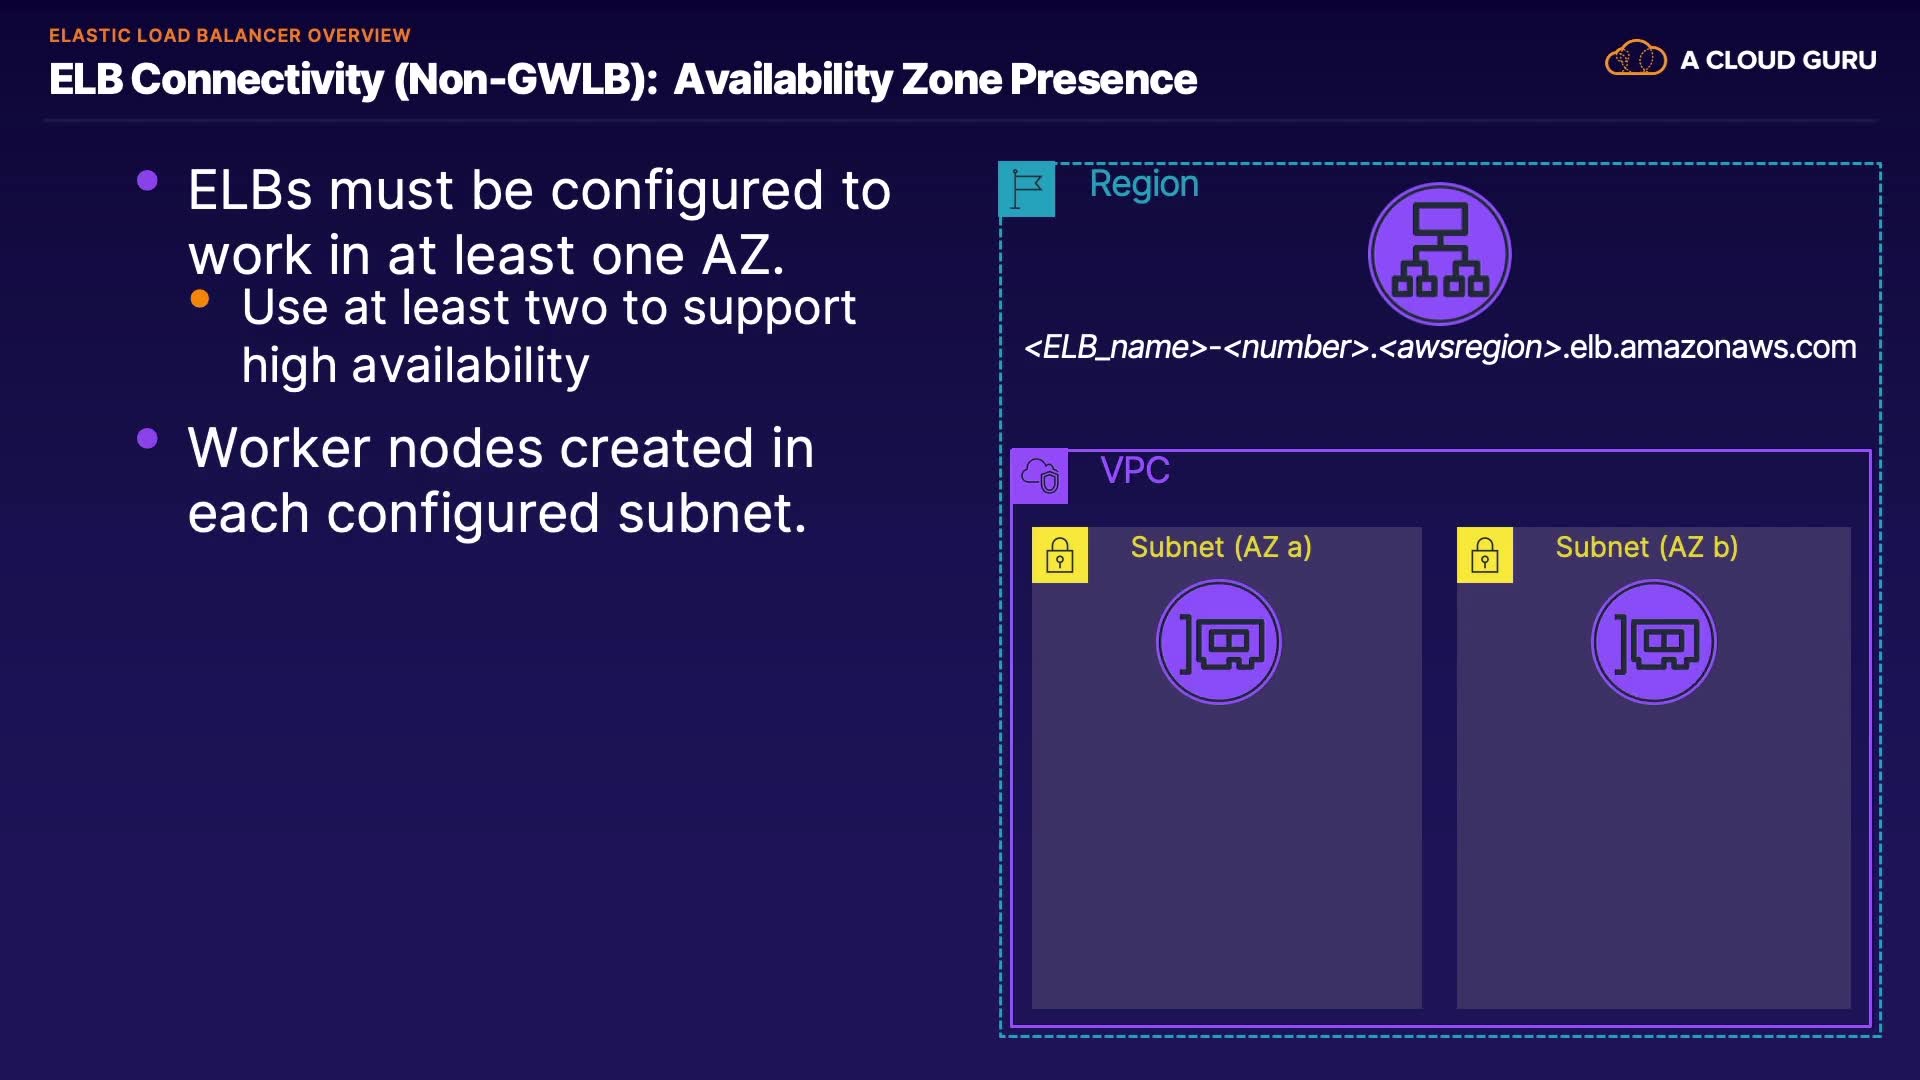 ELASTIC LOAD BALANCER OVERVIEW
ELB Connectivity (Non-GWLB): Availability Zone Presence
A CLOUD GURU
ELBs must be configured to
work in at least one AZ.
Use at least two to support
high availability
Worker nodes created in
each configured subnet.
Region
<ELB_name>-<number>.<awsregion>.elb.amazonaws.com
VPC
Subnet (AZ a)
Subnet (AZ b)